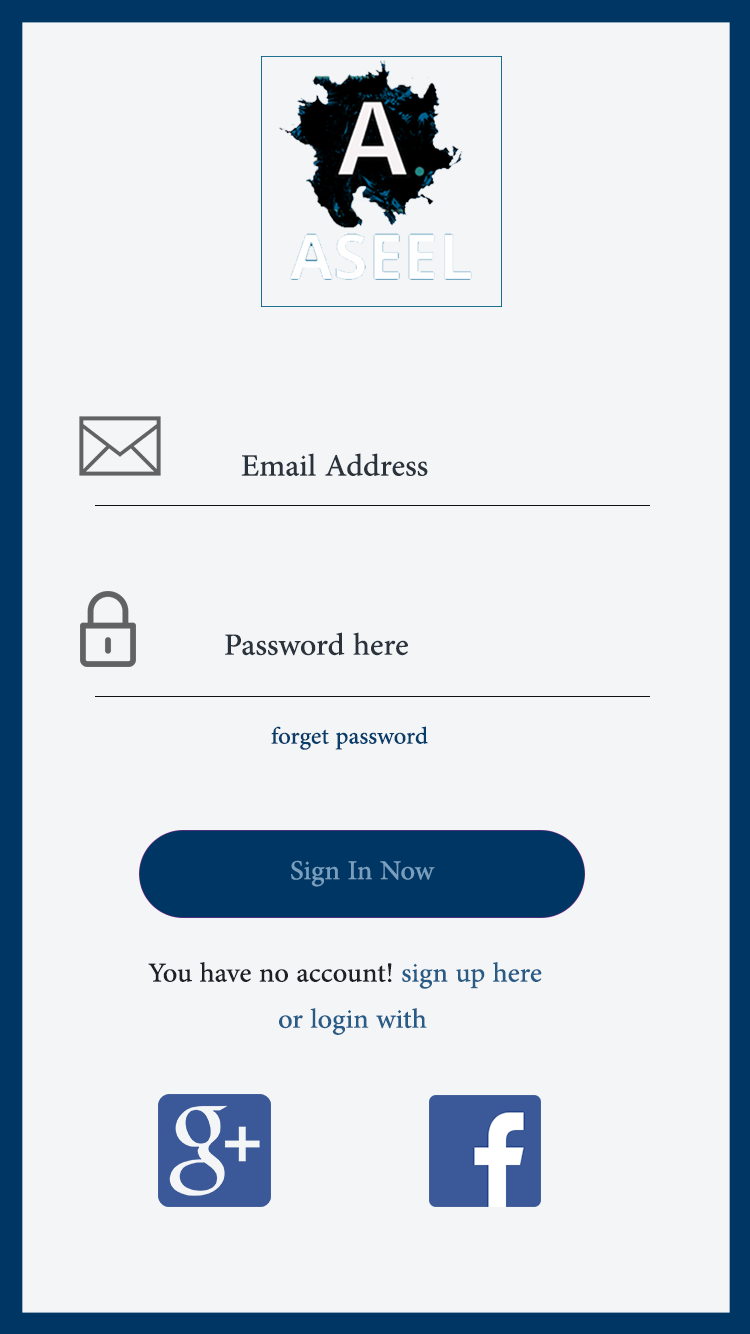 A.
ASEEL
Email Address
Password here
forget password
Sign In Now
You have no account! sign up here
or login with
g+
f